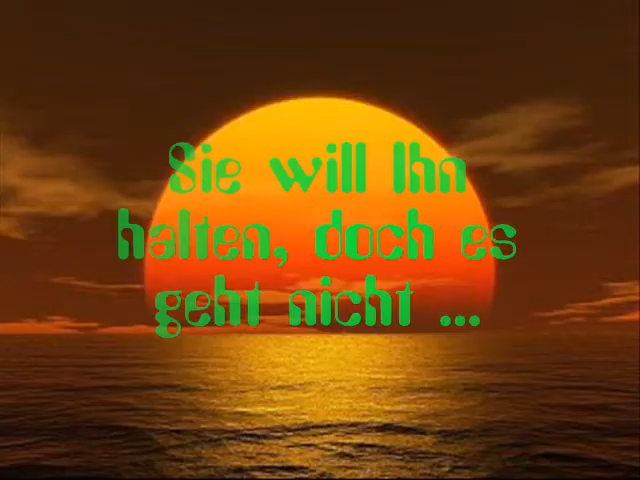 Sie will Ihn
halten, doch es
geht nicht ...